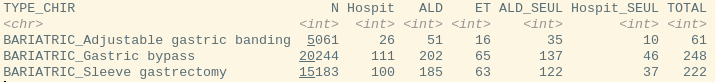 TYPE_CHIR N Hospit ALD ET ALD_SEUL Hospit_SEUL TOTAL
<chr> <int> <int> <int> <int> <int> <int> <int>
BARIATRIC_Adjustable gastric banding 5061 26 51 16 35 10 61
BARIATRIC_Gastric bypass 20244 111 202 65 137 46 248
BARIATRIC_Sleeve gastrectomy 15183 100 185 63 122 37 222